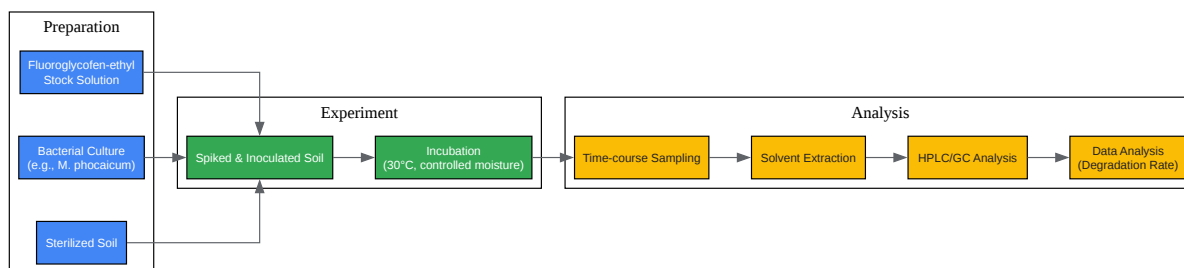 Preparation
Fluoroglycofen-ethyl
Stock Solution
Bacterial Culture
(e.g., M. phocaicum)
Sterilized Soil
Experiment
Spiked & Inoculated Soil
Incubation
(30°C, controlled moisture)
Analysis
Time-course Sampling
Solvent Extraction
HPLC/GC Analysis
Data Analysis
(Degradation Rate)